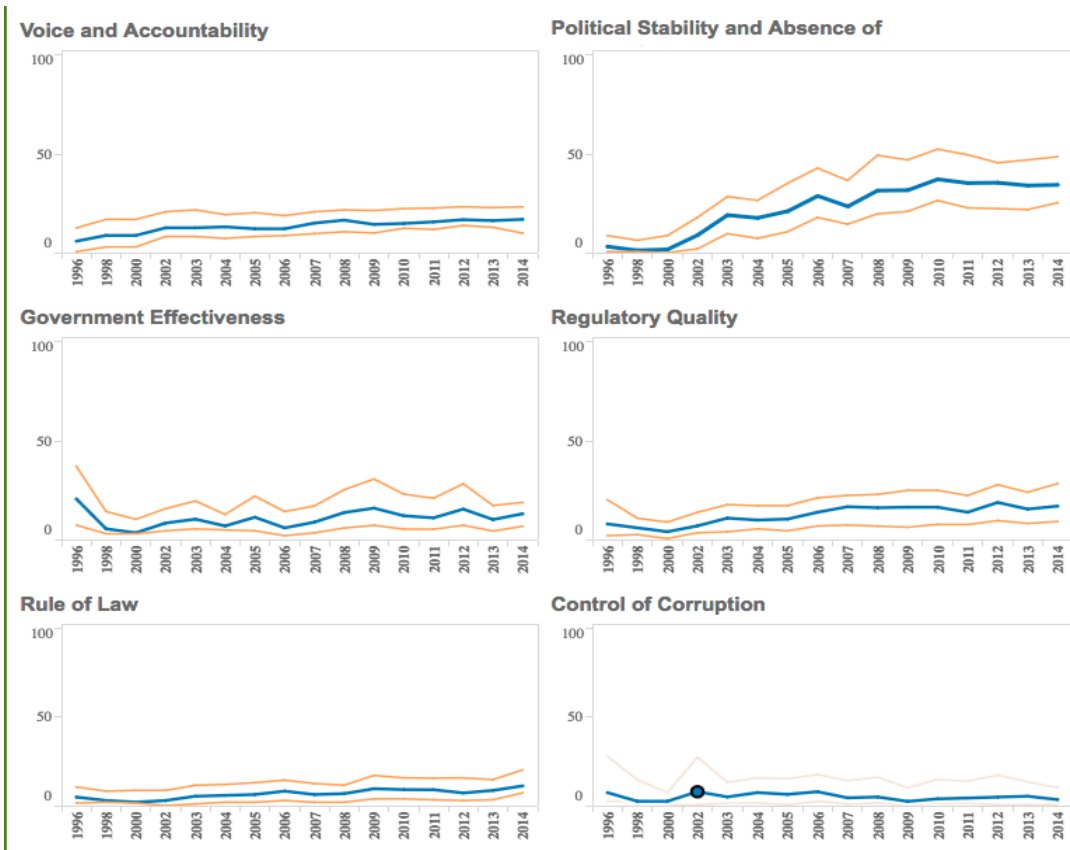 Voice and Accountability
100
50
0
1996 1998 2000 2002 2003 2004 2005 2006 2007 2008 2009 2010 2011 2012 2013 2014
Political Stability and Absence of
100
50
0
1996 1998 2000 2002 2003 2004 2005 2006 2007 2008 2009 2010 2011 2012 2013 2014
Government Effectiveness
100
50
0
1996 1998 2000 2002 2003 2004 2005 2006 2007 2008 2009 2010 2011 2012 2013 2014
Regulatory Quality
100
50
0
1996 1998 2000 2002 2003 2004 2005 2006 2007 2008 2009 2010 2011 2012 2013 2014
Rule of Law
100
50
0
1996 1998 2000 2002 2003 2004 2005 2006 2007 2008 2009 2010 2011 2012 2013 2014
Control of Corruption
100
50
0
1996 1998 2000 2002 2003 2004 2005 2006 2007 2008 2009 2010 2011 2012 2013 2014